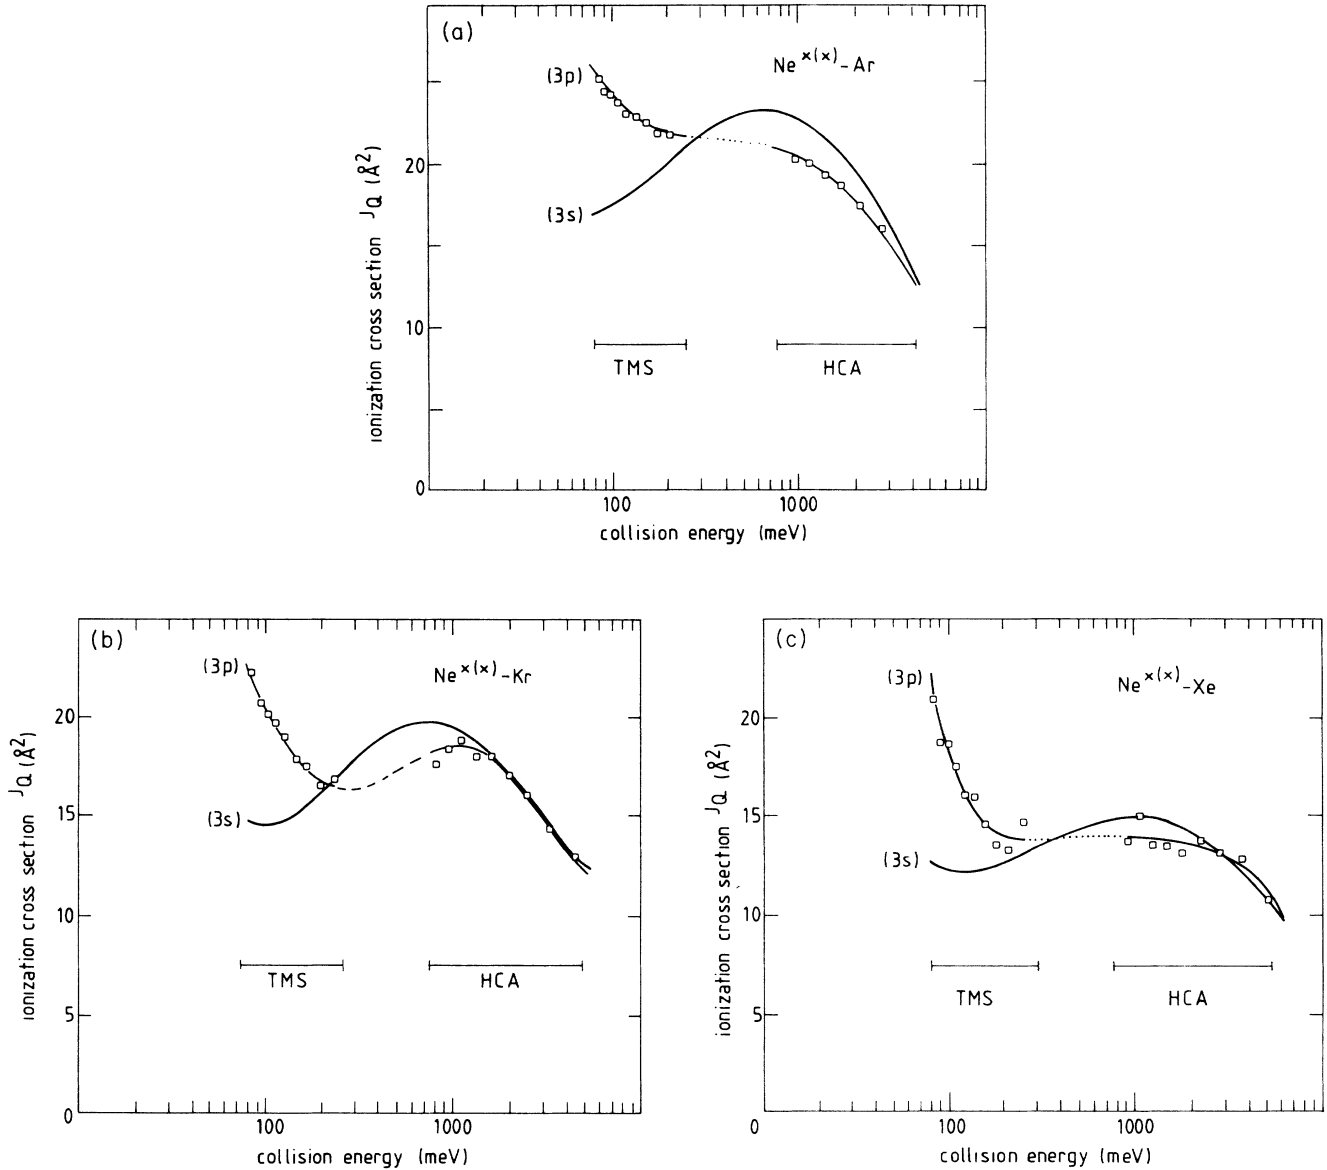 (a)
Ne^x(x)-Ar
(3p)
(3s)
20
10
0
ionization cross section ᴶQ (Å²)
TMS
HCA
100
1000
collision energy (meV)
(b)
Ne^x(x)-Kr
(3p)
(3s)
20
15
10
5
0
ionization cross section ᴶQ (Å²)
TMS
HCA
100
1000
collision energy (meV)
(c)
Ne^x(x)-Xe
(3p)
(3s)
20
15
10
5
0
ionization cross section ᴶQ (Å²)
TMS
HCA
100
1000
collision energy (meV)